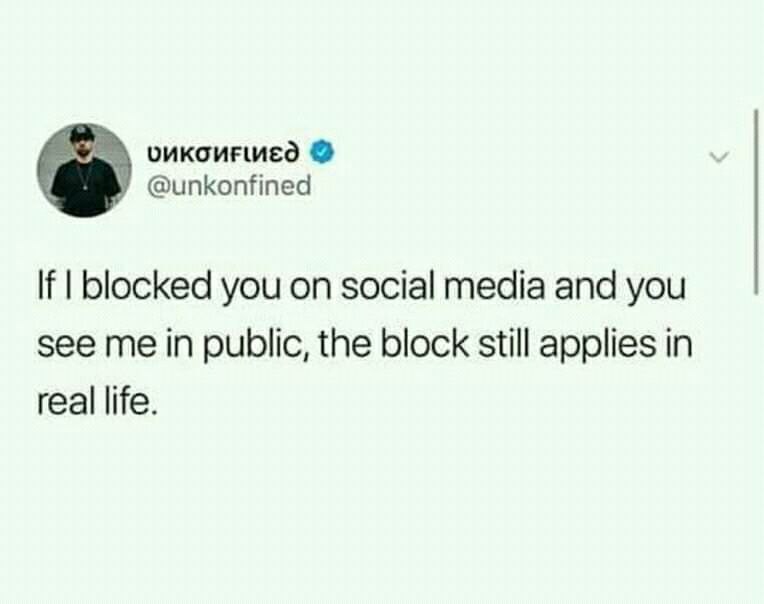 υиκσиFιиɛ∂
@unkonfined
If I blocked you on social media and you
see me in public, the block still applies in
real life.